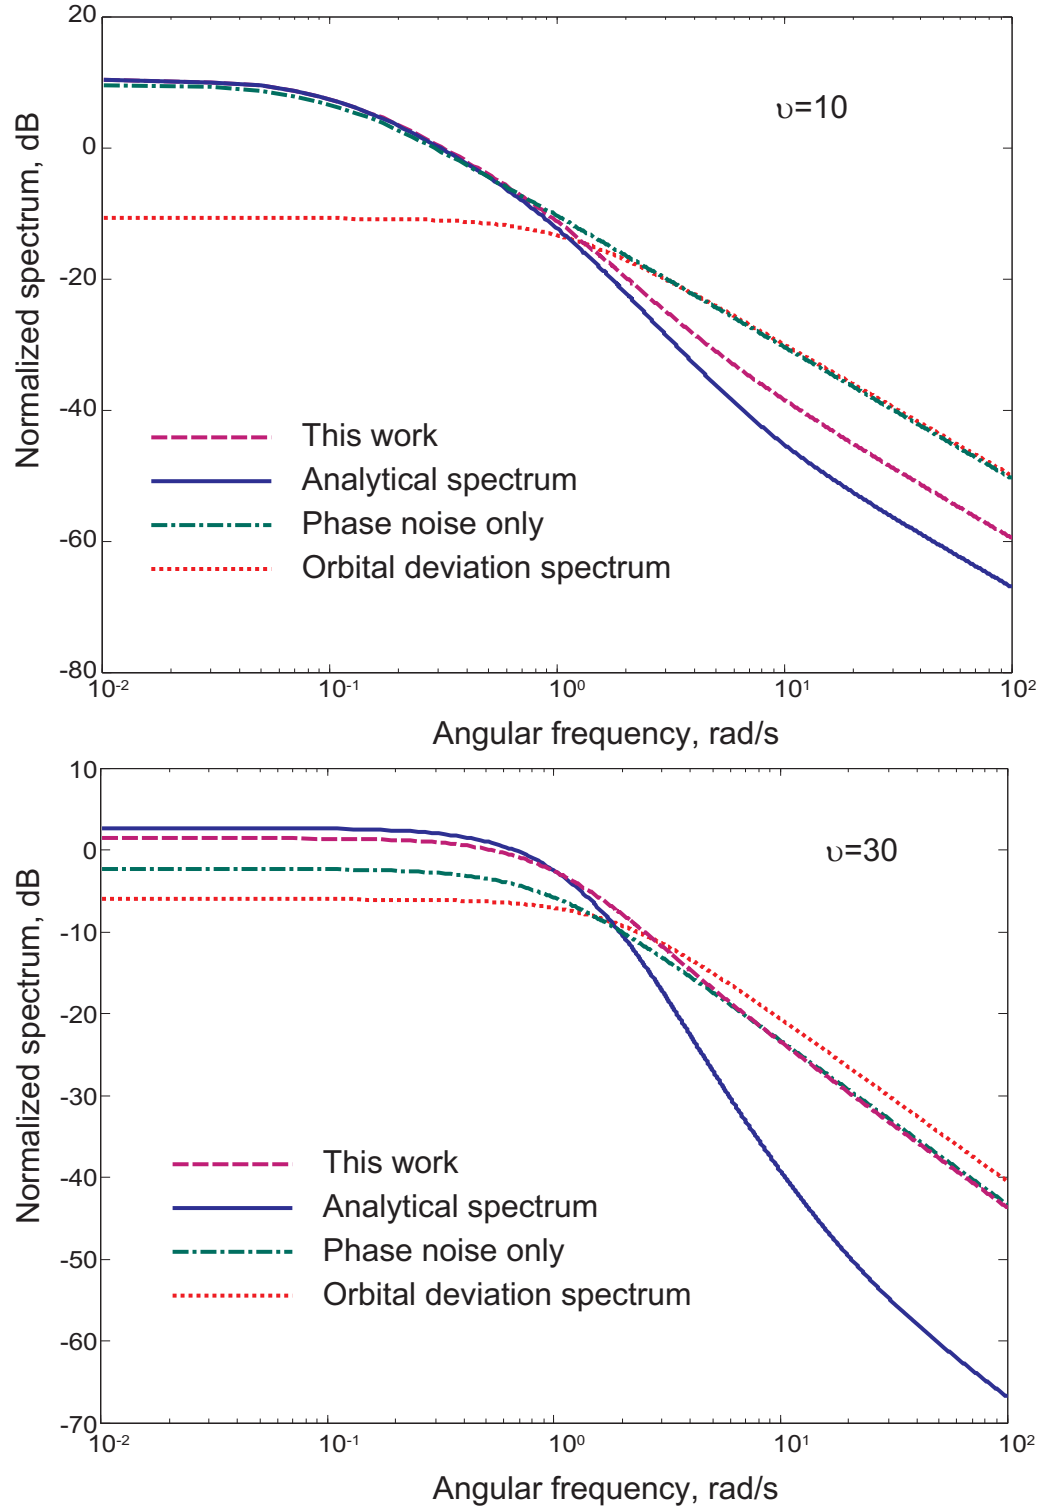 20
0
-20
-40
-60
-80
Normalized spectrum, dB
υ=10
This work
Analytical spectrum
Phase noise only
Orbital deviation spectrum
10-2 10-1 100 101 102
Angular frequency, rad/s
10
0
-10
-20
-30
-40
-50
-60
-70
Normalized spectrum, dB
υ=30
This work
Analytical spectrum
Phase noise only
Orbital deviation spectrum
10-2 10-1 100 101 102
Angular frequency, rad/s